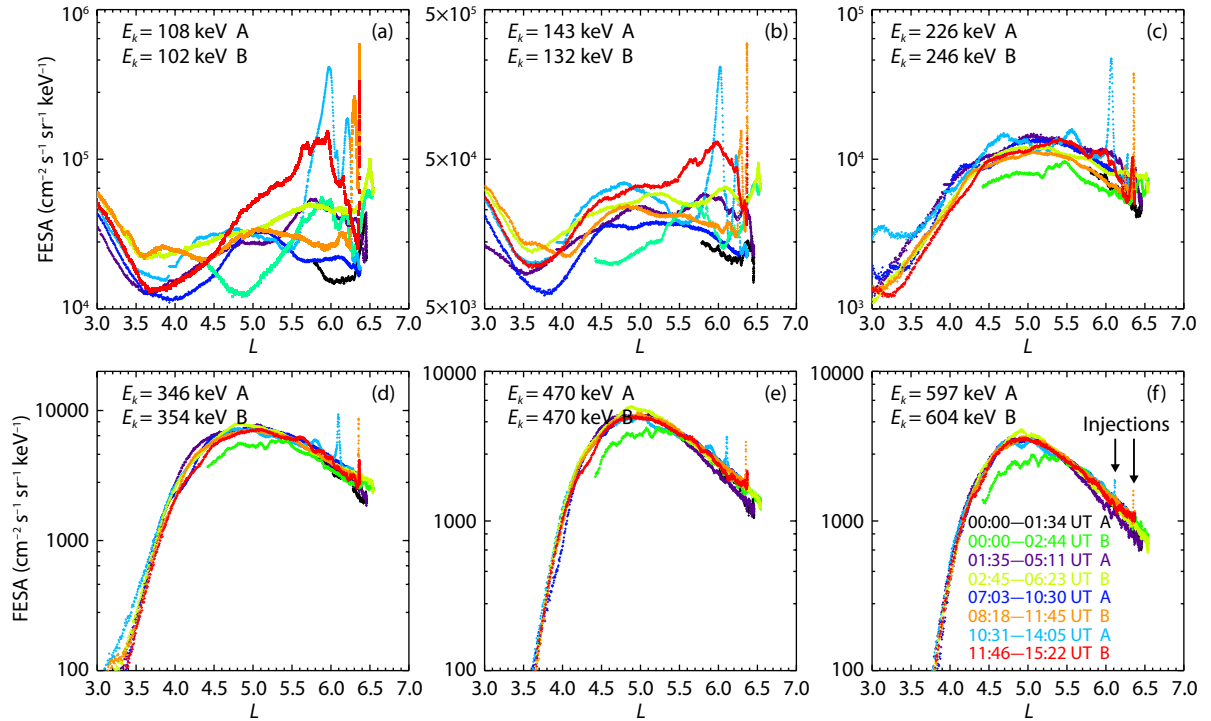 E_k = 108 keV A
E_k = 102 keV B
(a)
10⁶
10⁵
10⁴
FESA (cm⁻² s⁻¹ sr⁻¹ keV⁻¹)
3.0 3.5 4.0 4.5 5.0 5.5 6.0 6.5 7.0
L
E_k = 143 keV A
E_k = 132 keV B
(b)
5×10⁵
5×10⁴
5×10³
3.0 3.5 4.0 4.5 5.0 5.5 6.0 6.5 7.0
L
E_k = 226 keV A
E_k = 246 keV B
(c)
10⁵
10⁴
10³
3.0 3.5 4.0 4.5 5.0 5.5 6.0 6.5 7.0
L
E_k = 346 keV A
E_k = 354 keV B
(d)
10000
1000
100
FESA (cm⁻² s⁻¹ sr⁻¹ keV⁻¹)
3.0 3.5 4.0 4.5 5.0 5.5 6.0 6.5 7.0
L
E_k = 470 keV A
E_k = 470 keV B
(e)
10000
1000
100
3.0 3.5 4.0 4.5 5.0 5.5 6.0 6.5 7.0
L
E_k = 597 keV A
E_k = 604 keV B
(f)
Injections
10000
1000
100
00:00—01:34 UT A
00:00—02:44 UT B
01:35—05:11 UT A
02:45—06:23 UT B
07:03—10:30 UT A
08:18—11:45 UT B
10:31—14:05 UT A
11:46—15:22 UT B
3.0 3.5 4.0 4.5 5.0 5.5 6.0 6.5 7.0
L